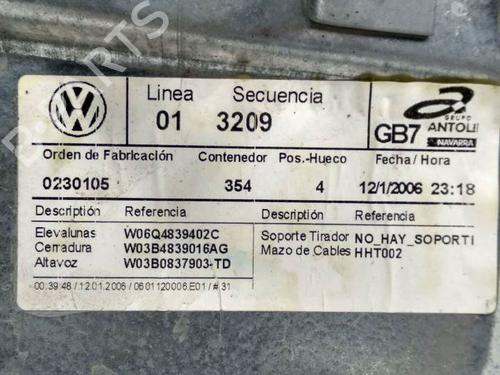 Linea Secuencia
01 3209
GRUPO
ANTOLI
NAVARRA
GB7
Orden de Fabricación Contenedor Pos.-Hueco Fecha / Hora
0230105 354 4 12/1/2006 23:18
Descripción Referencia Descripción Referencia
Elevalunas W06Q4839402C
Cerradura W03B4839016AG
Altavoz W03B0837903-TD
Soporte Tirador NO_HAY_SOPORTI
Mazo de Cables HHT002
00:39:48 / 12.01.2006 / 0601120006.E01 / # 31